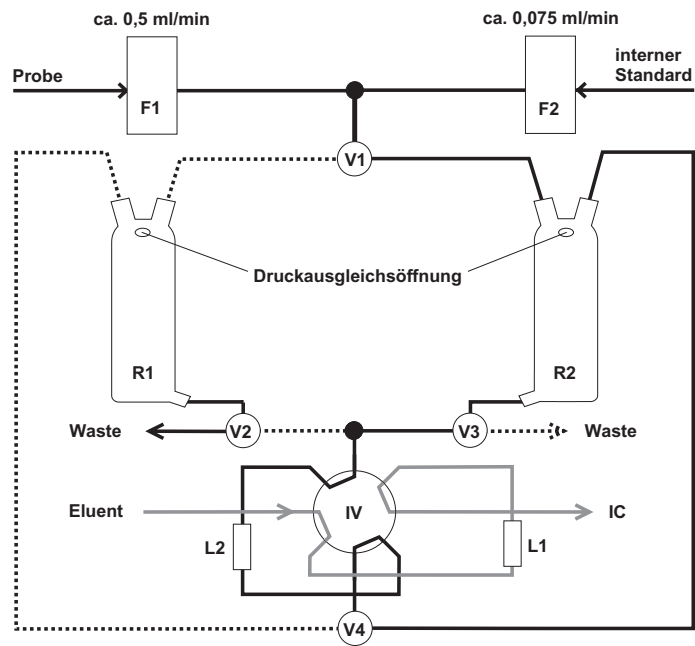 ca. 0,5 ml/min
ca. 0,075 ml/min
Probe
F1
F2
interner
Standard
V1
Druckausgleichsöffnung
R1
R2
Waste
V2
V3
Waste
Eluent
IV
IC
L2
L1
V4